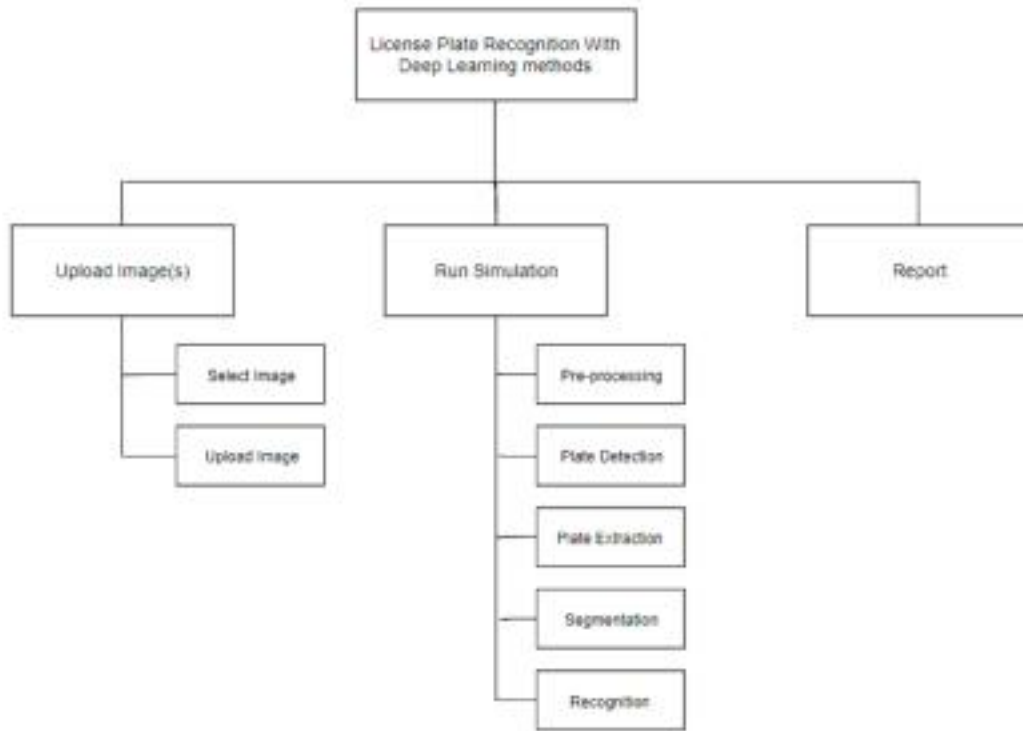 License Plate Recognition With
Deep Learning methods
Upload Image(s)
Run Simulation
Report
Select Image
Upload Image
Pre-processing
Plate Detection
Plate Extraction
Segmentation
Recognition